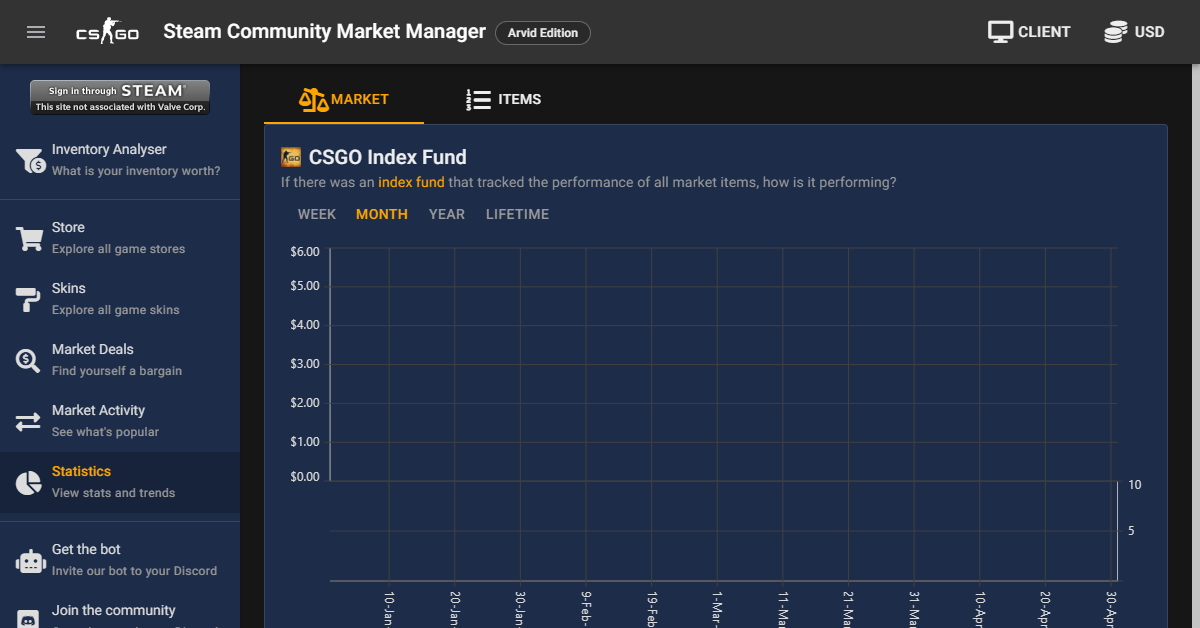 CS GO
Steam Community Market Manager
Arvid Edition
CLIENT
USD
Sign in through STEAM
This site not associated with Valve Corp.
Inventory Analyser
What is your inventory worth?
Store
Explore all game stores
Skins
Explore all game skins
Market Deals
Find yourself a bargain
Market Activity
See what's popular
Statistics
View stats and trends
Get the bot
Invite our bot to your Discord
Join the community
MARKET
ITEMS
CSGO Index Fund
If there was an index fund that tracked the performance of all market items, how is it performing?
WEEK MONTH YEAR LIFETIME
$6.00
$5.00
$4.00
$3.00
$2.00
$1.00
$0.00
10
5
10-Jan-
20-Jan-
30-Jan-
9-Feb-
19-Feb
1-Mar-
11-Mar
21-Mar
31-Mar
10-Apr
20-Apr
30-Apr